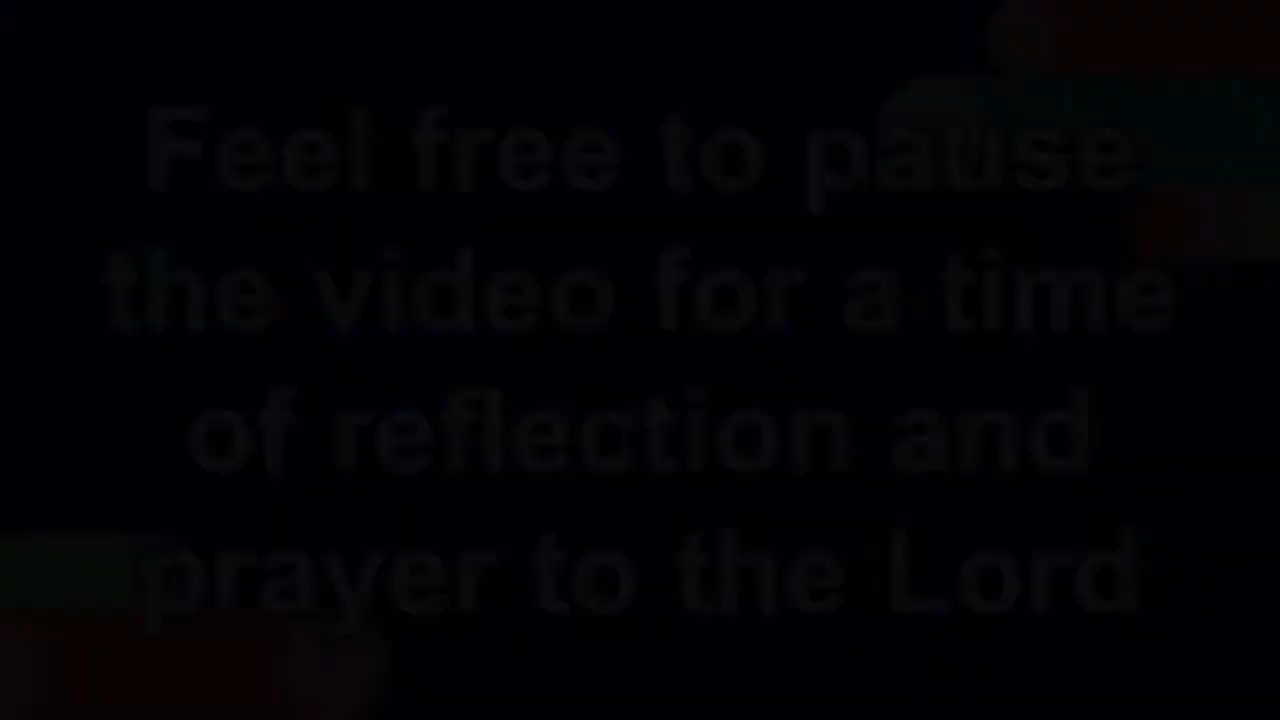 Feel free to pause
the video for a time
of reflection and
prayer to the Lord